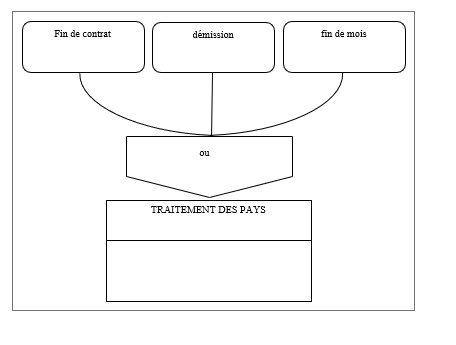 Fin de contrat
démission
fin de mois
ou
TRAITEMENT DES PAYS